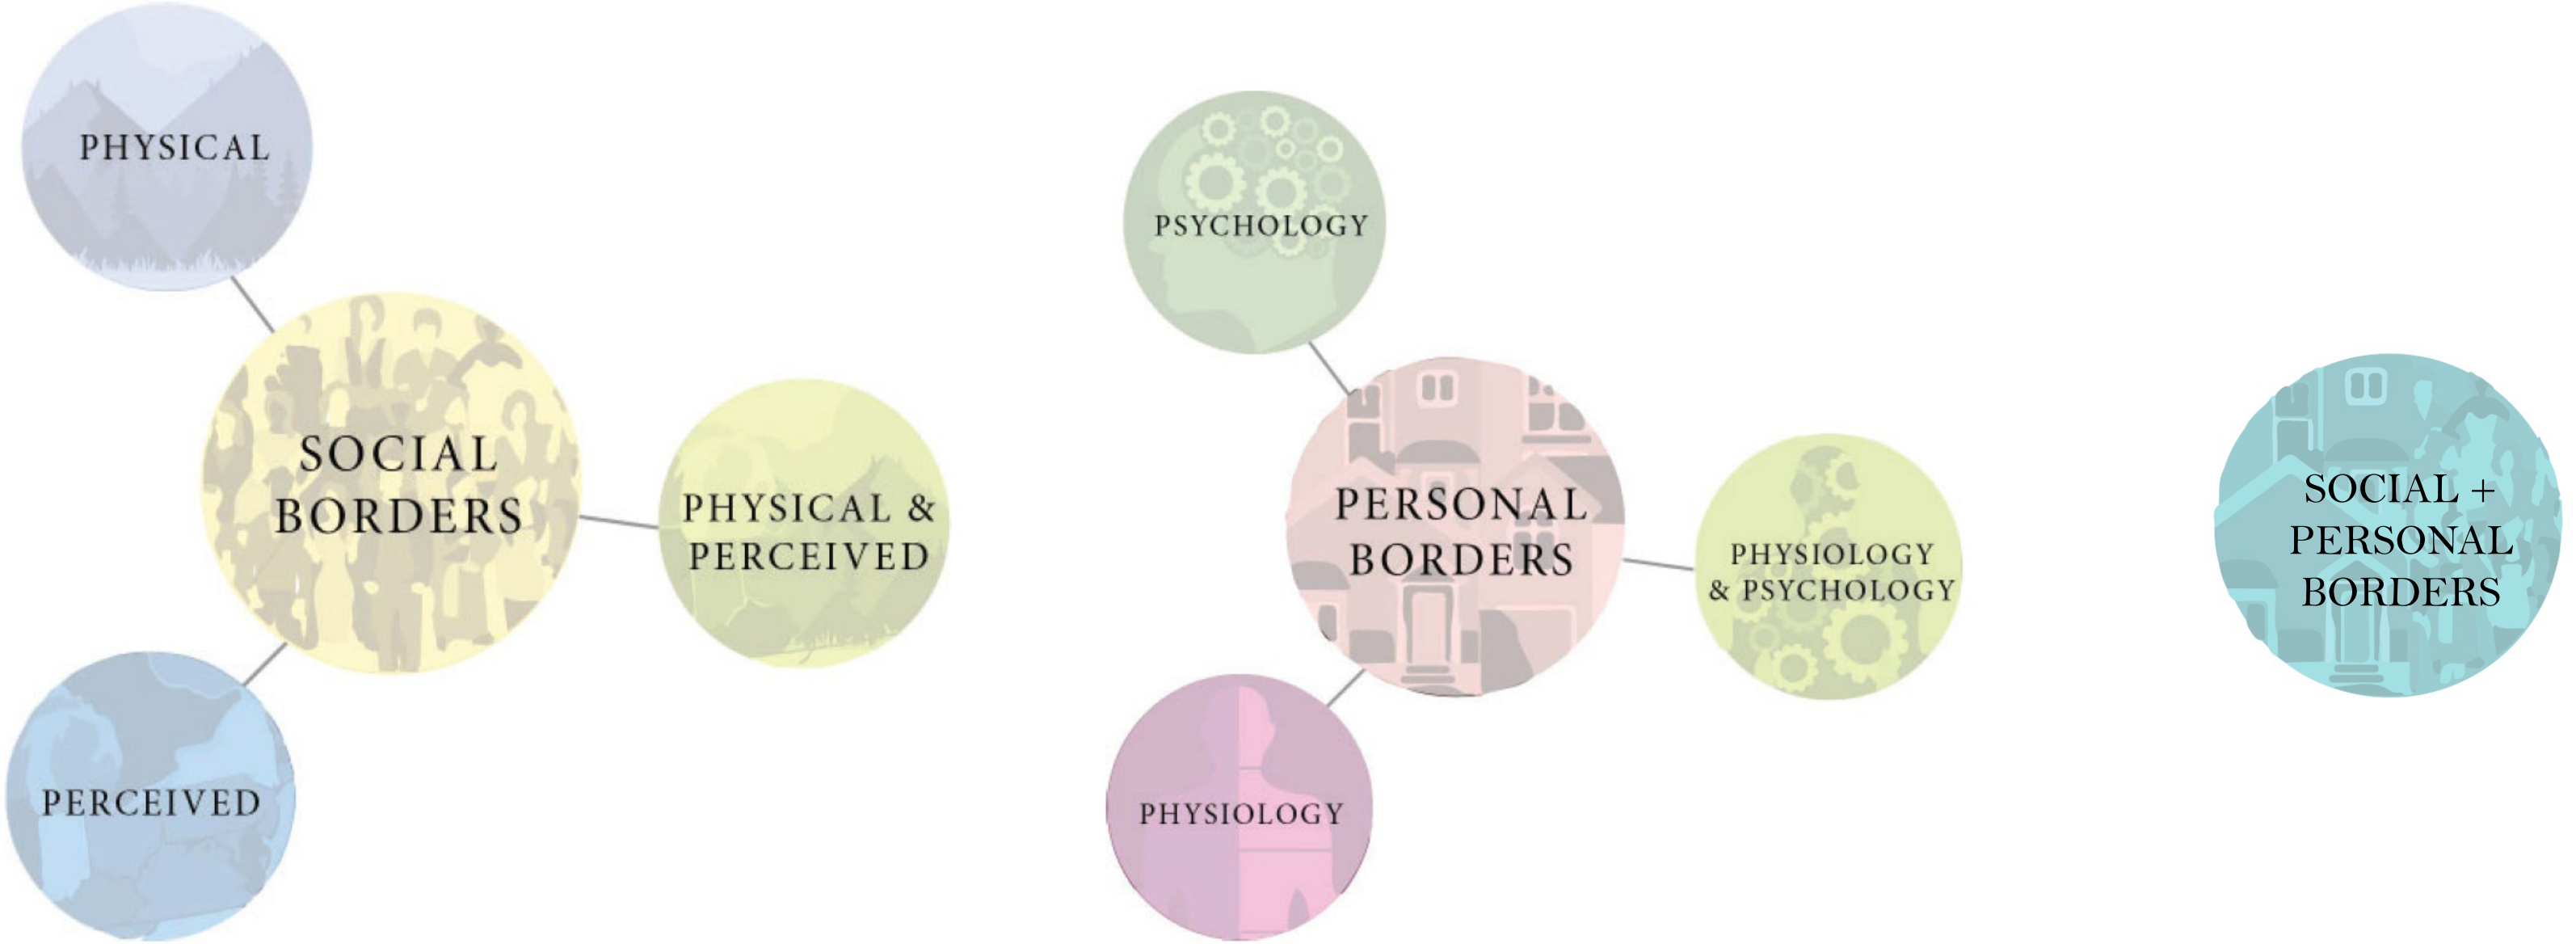 PHYSICAL
SOCIAL
BORDERS
PHYSICAL &
PERCEIVED
PERCEIVED
PSYCHOLOGY
PERSONAL
BORDERS
PHYSIOLOGY
& PSYCHOLOGY
PHYSIOLOGY
SOCIAL +
PERSONAL
BORDERS